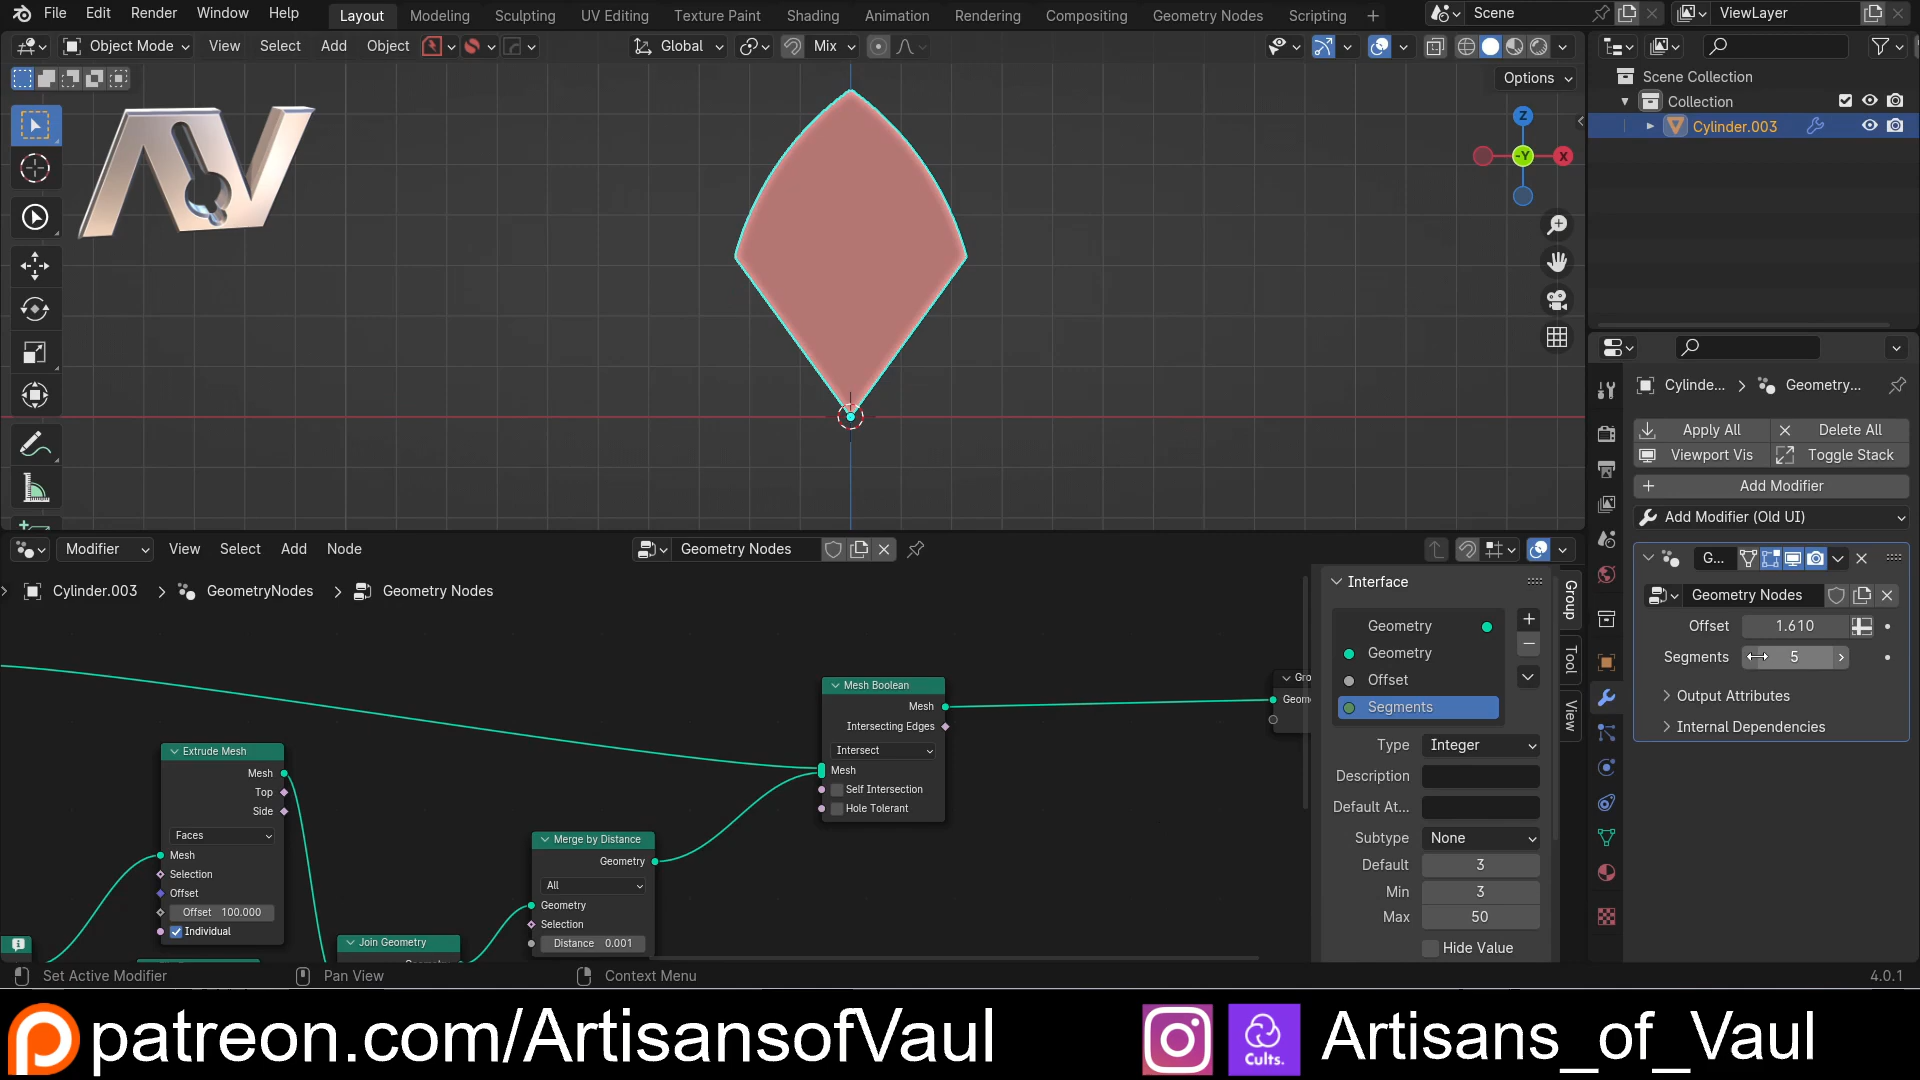 File Edit Render Window Help Layout Modeling Sculpting UV Editing Texture Paint Shading Animation Rendering Compositing Geometry Nodes Scripting + Scene ViewLayer
Object Mode View Select Add Object Global Mix
Options
Scene Collection
Collection
Cylinder.003
AV
Z
-Y X
Cylinde... > Geometry...
Apply All Delete All
Viewport Vis Toggle Stack
Add Modifier
Add Modifier (Old UI)
G...
Geometry Nodes
Offset 1.610
Segments 5
Output Attributes
Internal Dependencies
Modifier View Select Add Node Geometry Nodes
Cylinder.003 > GeometryNodes > Geometry Nodes
Extrude Mesh
Mesh
Top
Side
Faces
Mesh
Selection
Offset
Offset 100.000
Individual
Join Geometry
Merge by Distance
Geometry
All
Geometry
Selection
Distance 0.001
Mesh Boolean
Mesh
Intersecting Edges
Intersect
Mesh
Self Intersection
Hole Tolerant
Gro
Geom
Interface
Geometry
Geometry
Offset
Segments
Type Integer
Description
Default At...
Subtype None
Default 3
Min 3
Max 50
Hide Value
Group
Tool
View
Set Active Modifier Pan View Context Menu 4.0.1
patreon.com/ArtisansofVaul Cults. Artisans_of_Vaul